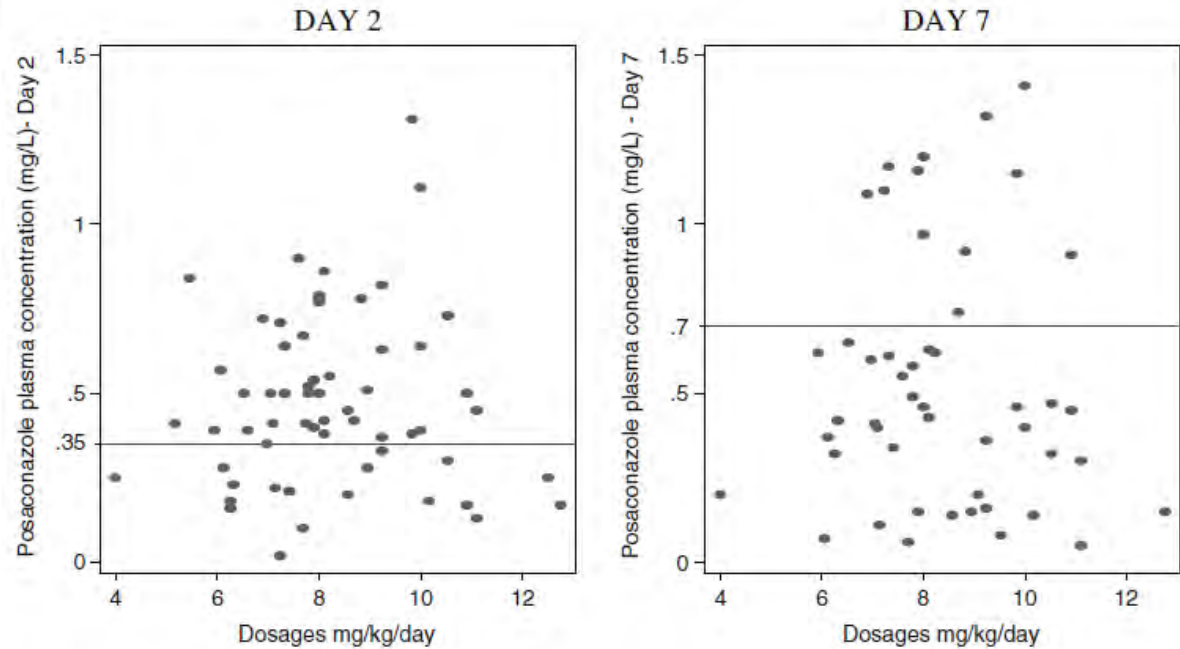 DAY 2
Posaconazole plasma concentration (mg/L)- Day 2
1.5
1
.5
.35
0
4 6 8 10 12
Dosages mg/kg/day
DAY 7
Posaconazole plasma concentration (mg/L) - Day 7
1.5
1
.7
.5
0
4 6 8 10 12
Dosages mg/kg/day